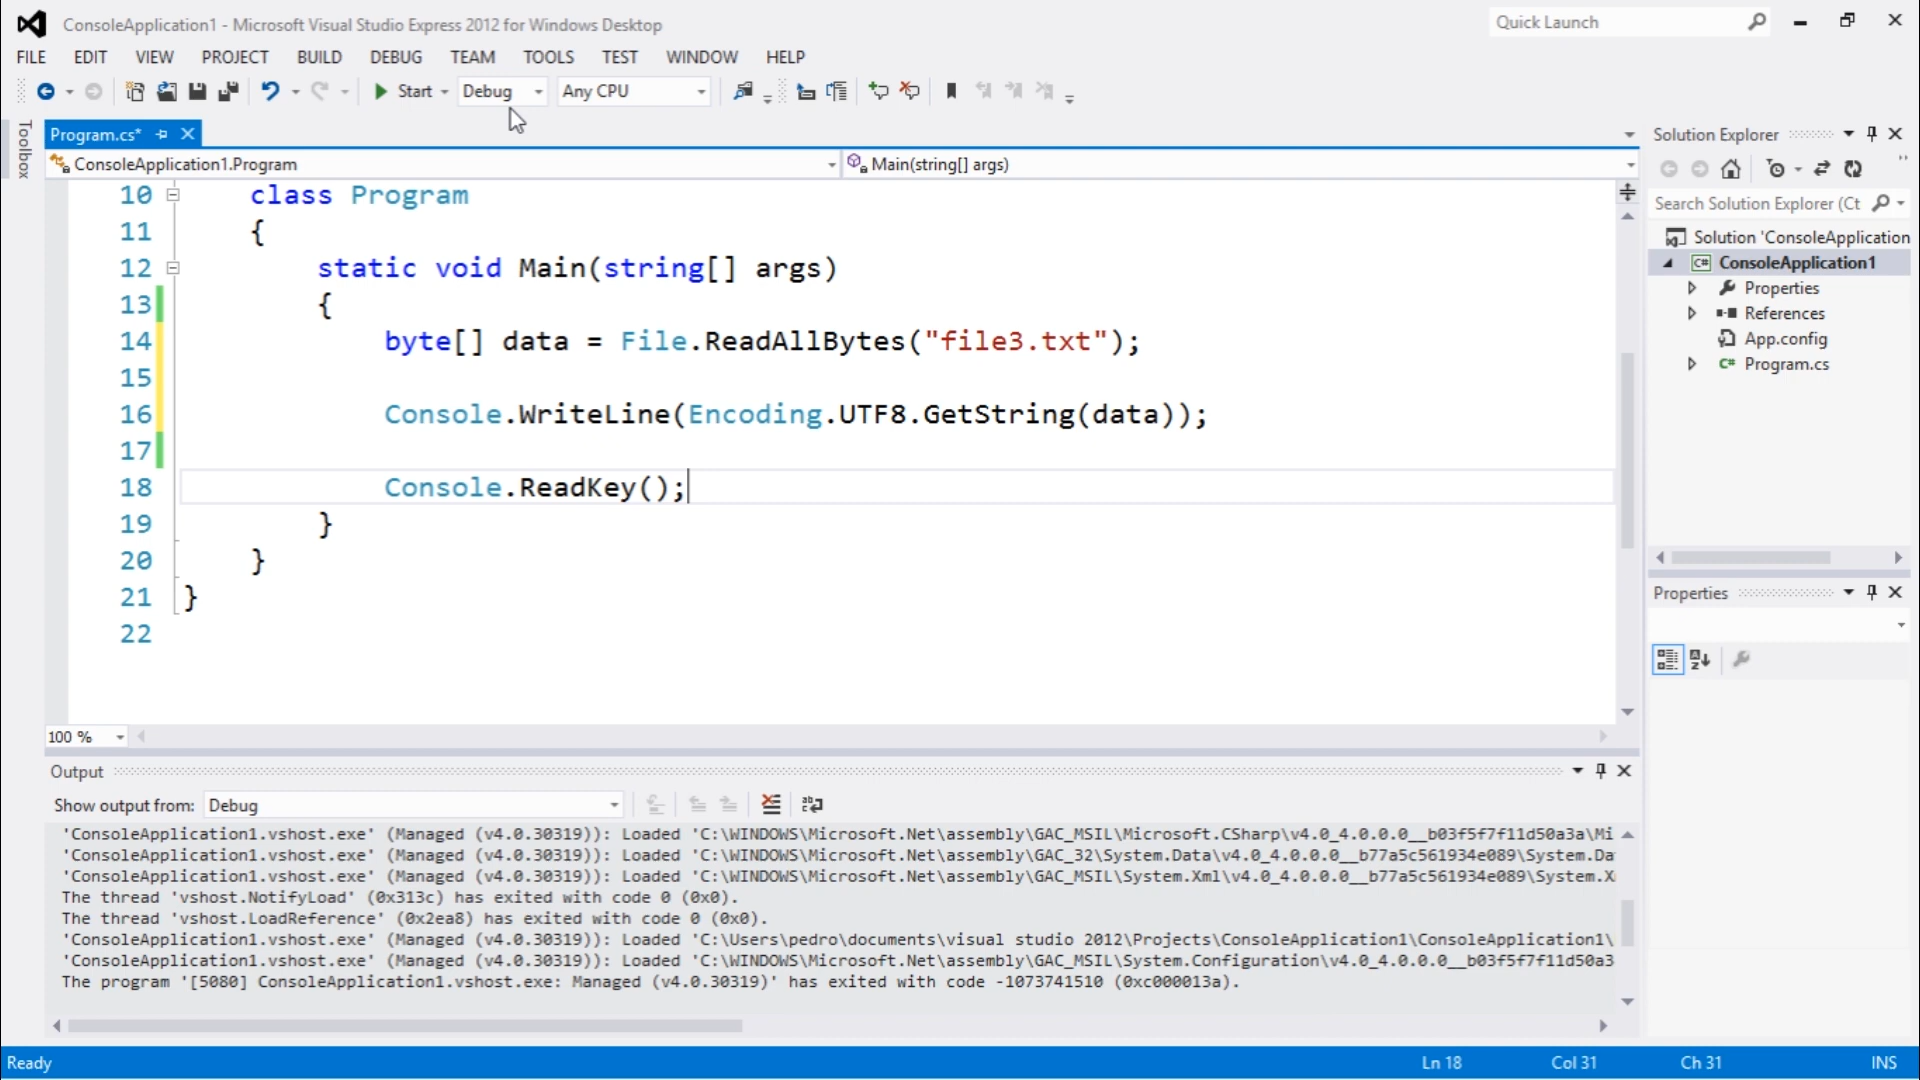 ConsoleApplication1 - Microsoft Visual Studio Express 2012 for Windows Desktop
Quick Launch
FILE EDIT VIEW PROJECT BUILD DEBUG TEAM TOOLS TEST WINDOW HELP
Start Debug Any CPU
Toolbox
Program.cs*
ConsoleApplication1.Program
Main(string[] args)
10 class Program
11 {
12 static void Main(string[] args)
13 {
14 byte[] data = File.ReadAllBytes("file3.txt");
15
16 Console.WriteLine(Encoding.UTF8.GetString(data));
17
18 Console.ReadKey();
19 }
20 }
21 }
22
100 %
Solution Explorer
Search Solution Explorer (Ct
Solution 'ConsoleApplication
ConsoleApplication1
Properties
References
App.config
Program.cs
Properties
Output
Show output from: Debug
'ConsoleApplication1.vshost.exe' (Managed (v4.0.30319)): Loaded 'C:\WINDOWS\Microsoft.Net\assembly\GAC_MSIL\Microsoft.CSharp\v4.0_4.0.0.0__b03f5f7f11d50a3a\Mi
'ConsoleApplication1.vshost.exe' (Managed (v4.0.30319)): Loaded 'C:\WINDOWS\Microsoft.Net\assembly\GAC_32\System.Data\v4.0_4.0.0.0__b77a5c561934e089\System.Da
'ConsoleApplication1.vshost.exe' (Managed (v4.0.30319)): Loaded 'C:\WINDOWS\Microsoft.Net\assembly\GAC_MSIL\System.Xml\v4.0_4.0.0.0__b77a5c561934e089\System.X
The thread 'vshost.NotifyLoad' (0x313c) has exited with code 0 (0x0).
The thread 'vshost.LoadReference' (0x2ea8) has exited with code 0 (0x0).
'ConsoleApplication1.vshost.exe' (Managed (v4.0.30319)): Loaded 'C:\Users\pedro\documents\visual studio 2012\Projects\ConsoleApplication1\ConsoleApplication1\
'ConsoleApplication1.vshost.exe' (Managed (v4.0.30319)): Loaded 'C:\WINDOWS\Microsoft.Net\assembly\GAC_MSIL\System.Configuration\v4.0_4.0.0.0__b03f5f7f11d50a3
The program '[5080] ConsoleApplication1.vshost.exe: Managed (v4.0.30319)' has exited with code -1073741510 (0xc000013a).
Ready Ln 18 Col 31 Ch 31 INS